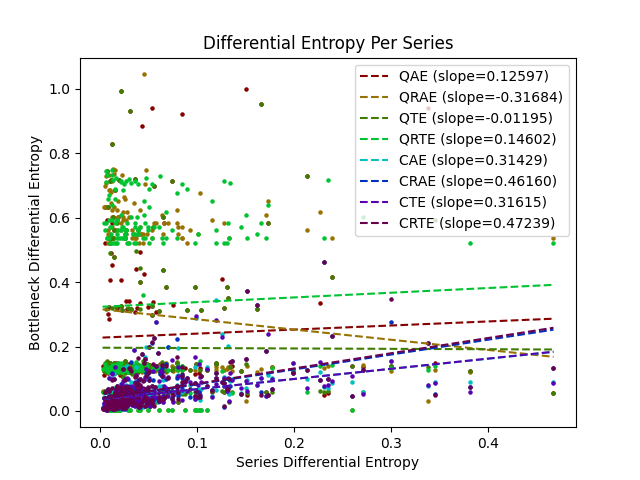 Differential Entropy Per Series
1.0
0.8
0.6
0.4
0.2
0.0
Bottleneck Differential Entropy
QAE (slope=0.12597)
QRAE (slope=-0.31684)
QTE (slope=-0.01195)
QRTE (slope=0.14602)
CAE (slope=0.31429)
CRAE (slope=0.46160)
CTE (slope=0.31615)
CRTE (slope=0.47239)
0.0 0.1 0.2 0.3 0.4
Series Differential Entropy